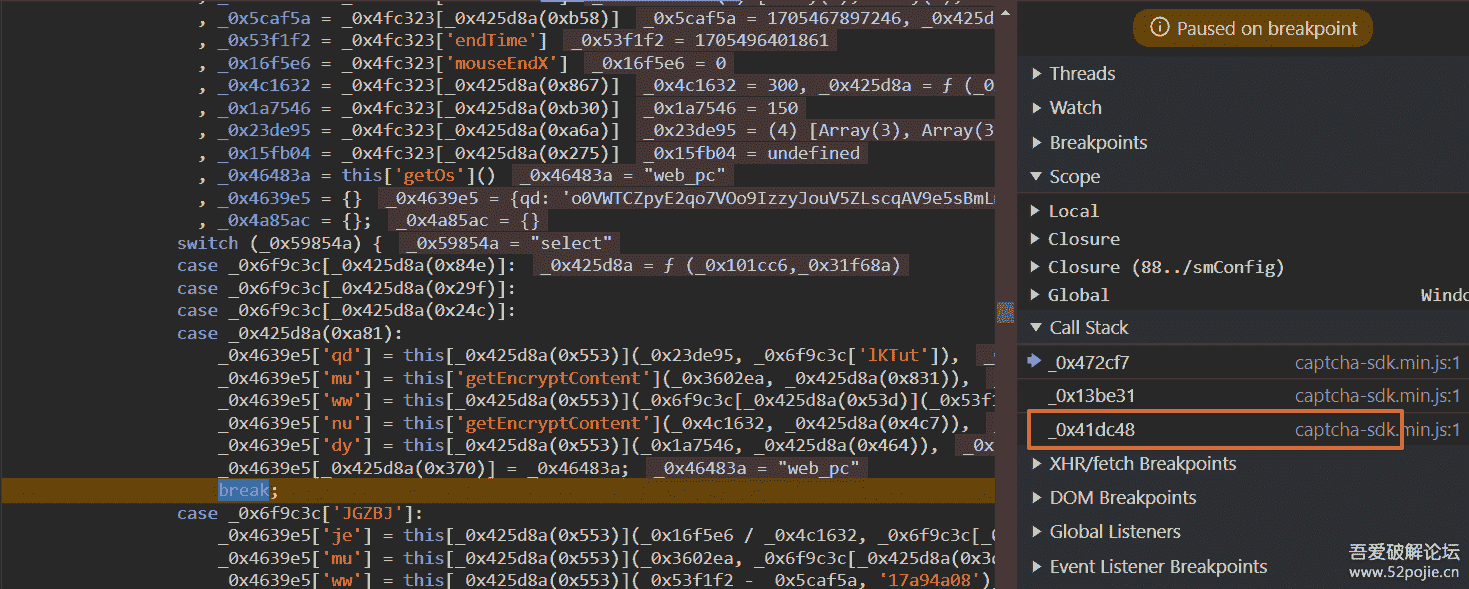 , _0x5caf5a = _0x4fc323[_0x425d8a(0xb58)] _0x5caf5a = 1705467897246, _0x425d
, _0x53f1f2 = _0x4fc323['endTime'] _0x53f1f2 = 1705496401861
, _0x16f5e6 = _0x4fc323['mouseEndX'] _0x16f5e6 = 0
, _0x4c1632 = _0x4fc323[_0x425d8a(0x867)] _0x4c1632 = 300, _0x425d8a = ƒ (_0
, _0x1a7546 = _0x4fc323[_0x425d8a(0xb30)] _0x1a7546 = 150
, _0x23de95 = _0x4fc323[_0x425d8a(0xa6a)] _0x23de95 = (4) [Array(3), Array(3
, _0x15fb04 = _0x4fc323[_0x425d8a(0x275)] _0x15fb04 = undefined
, _0x46483a = this['getOs']() _0x46483a = "web_pc"
, _0x4639e5 = {} _0x4639e5 = {qd: 'o0VWTCZpyE2qo7VOo9IzzyJouV5ZLscqAV9e5sBmL
, _0x4a85ac = {}; _0x4a85ac = {}
switch (_0x59854a) { _0x59854a = "select"
case _0x6f9c3c[_0x425d8a(0x84e)]: _0x425d8a = ƒ (_0x101cc6,_0x31f68a)
case _0x6f9c3c[_0x425d8a(0x29f)]:
case _0x6f9c3c[_0x425d8a(0x24c)]:
case _0x425d8a(0xa81):
_0x4639e5['qd'] = this[_0x425d8a(0x553)](_0x23de95, _0x6f9c3c['lKTut']),
_0x4639e5['mu'] = this['getEncryptContent'](_0x3602ea, _0x425d8a(0x831)),
_0x4639e5['ww'] = this[_0x425d8a(0x553)](_0x6f9c3c[_0x425d8a(0x53d)](_0x53f1
_0x4639e5['nu'] = this['getEncryptContent'](_0x4c1632, _0x425d8a(0x4c7)),
_0x4639e5['dy'] = this[_0x425d8a(0x553)](_0x1a7546, _0x425d8a(0x464)), _0x
_0x4639e5[_0x425d8a(0x370)] = _0x46483a; _0x46483a = "web_pc"
break;
case _0x6f9c3c['JGZBJ']:
_0x4639e5['je'] = this[_0x425d8a(0x553)](_0x16f5e6 / _0x4c1632, _0x6f9c3c[_0
_0x4639e5['mu'] = this[_0x425d8a(0x553)](_0x3602ea, _0x6f9c3c[_0x425d8a(0x3d
_0x4639e5['ww'] = this[_0x425d8a(0x553)](_0x53f1f2 - _0x5caf5a, '17a94a08')
Paused on breakpoint
Threads
Watch
Breakpoints
Scope
Local
Closure
Closure (88../smConfig)
Global Windo
Call Stack
_0x472cf7 captcha-sdk.min.js:1
_0x13be31 captcha-sdk.min.js:1
_0x41dc48 captcha-sdk.min.js:1
XHR/fetch Breakpoints
DOM Breakpoints
Global Listeners
Event Listener Breakpoints
吾爱破解论坛
www.52pojie.cn